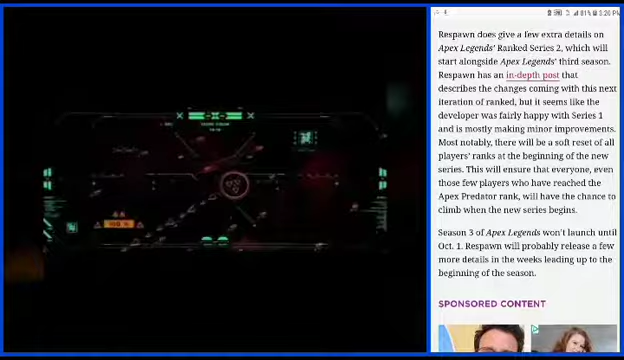 81% 3:20 PM
Respawn does give a few extra details on
Apex Legends' Ranked Series 2, which will
start alongside Apex Legends' third season.
Respawn has an in-depth post that
describes the changes coming with this next
iteration of ranked, but it seems like the
developer was fairly happy with Series 1
and is mostly making minor improvements.
Most notably, there will be a soft reset of all
players' ranks at the beginning of the new
series. This will ensure that everyone, even
those few players who have reached the
Apex Predator rank, will have the chance to
climb when the new series begins.
Season 3 of Apex Legends won't launch until
Oct. 1. Respawn will probably release a few
more details in the weeks leading up to the
beginning of the season.
SPONSORED CONTENT